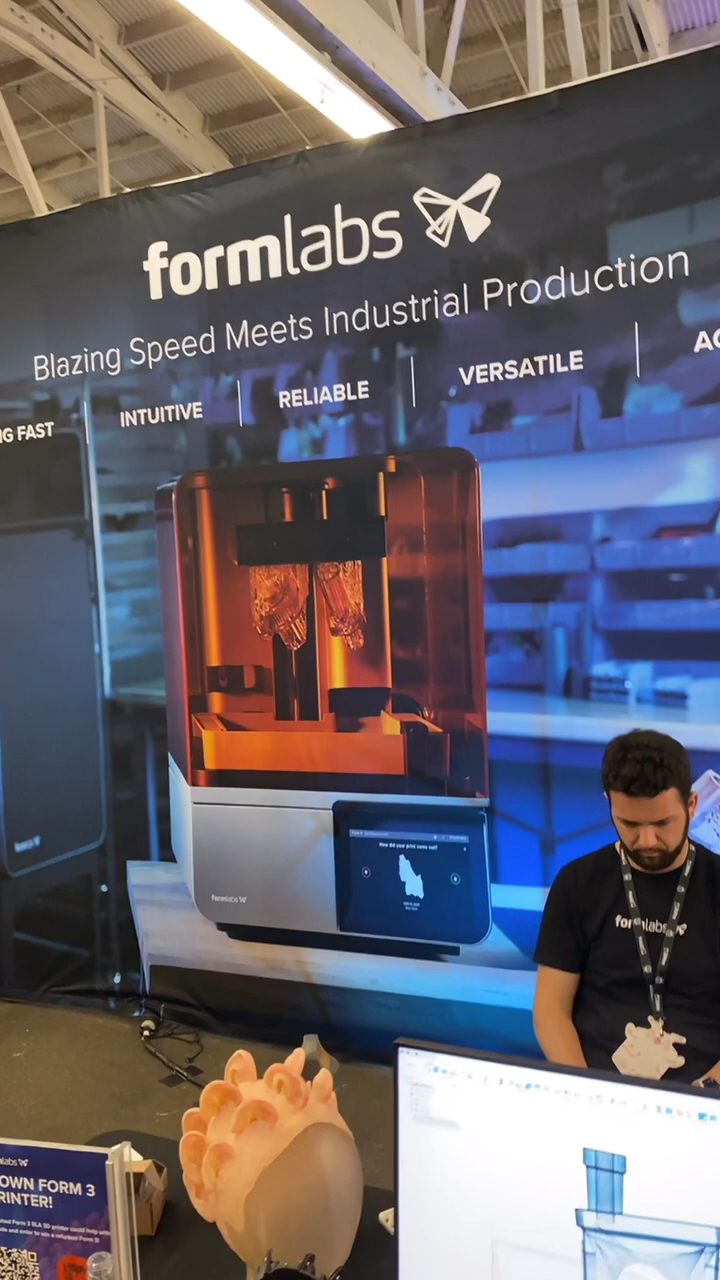 formlabs
Blazing Speed Meets Industrial Production
G FAST | INTUITIVE | RELIABLE | VERSATILE | AC
How did your print come out?
formlabs
formlabs
labs
OWN FORM 3
RINTER!